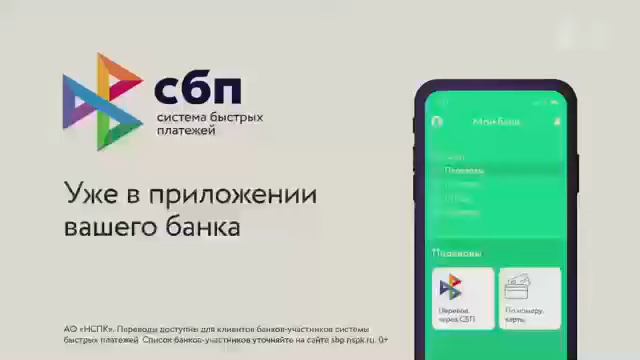 сбп
система быстрых
платежей
Уже в приложении
вашего банка
Мой банк
Переводы
Переводы
Перевод
через СБП
По номеру
карты
АО «НСПК». Переводы доступны для клиентов банков-участников системы
быстрых платежей. Список банков-участников уточняйте на сайте sbp.nspk.ru. 0+